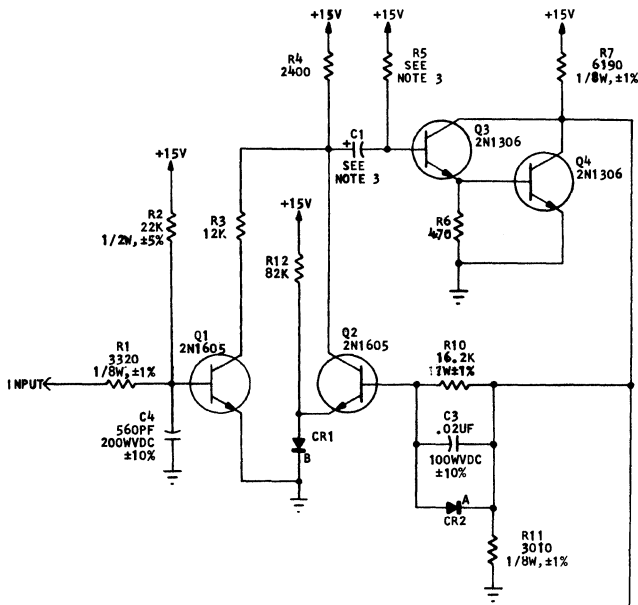 +15V
+15V
+15V
R4
2400
R5
SEE
NOTE 3
R7
6190
1/8W,±1%
Q3
2N1306
C1
+
SEE
NOTE 3
Q4
2N1306
+15V
R2
22K
1/2W,±5%
R3
12K
+15V
R12
82K
R6
470
Q1
2N1605
Q2
2N1605
R10
16.2K
R1
3320
1/8W,±1%
INPUT
C4
560PF
200WVDC
±10%
CR1
B
C3
.02UF
100WVDC
±10%
A
CR2
R11
3010
1/8W,±1%